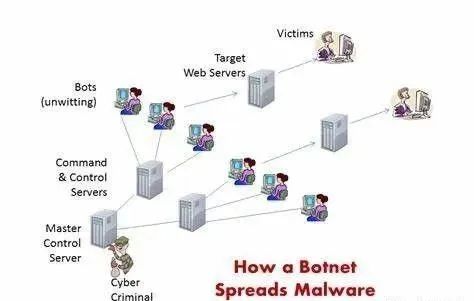 Victims
Target
Web Servers
Bots
(unwitting)
Command
& Control
Servers
Master
Control
Server
Cyber
Criminal
How a Botnet
Spreads Malware